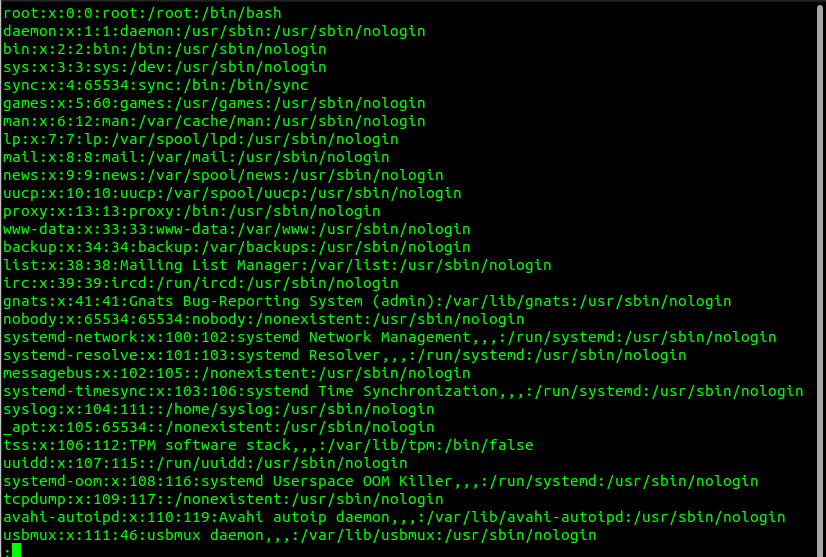 root:x:0:0:root:/root:/bin/bash
daemon:x:1:1:daemon:/usr/sbin:/usr/sbin/nologin
bin:x:2:2:bin:/bin:/usr/sbin/nologin
sys:x:3:3:sys:/dev:/usr/sbin/nologin
sync:x:4:65534:sync:/bin:/bin/sync
games:x:5:60:games:/usr/games:/usr/sbin/nologin
man:x:6:12:man:/var/cache/man:/usr/sbin/nologin
lp:x:7:7:lp:/var/spool/lpd:/usr/sbin/nologin
mail:x:8:8:mail:/var/mail:/usr/sbin/nologin
news:x:9:9:news:/var/spool/news:/usr/sbin/nologin
uucp:x:10:10:uucp:/var/spool/uucp:/usr/sbin/nologin
proxy:x:13:13:proxy:/bin:/usr/sbin/nologin
www-data:x:33:33:www-data:/var/www:/usr/sbin/nologin
backup:x:34:34:backup:/var/backups:/usr/sbin/nologin
list:x:38:38:Mailing List Manager:/var/list:/usr/sbin/nologin
irc:x:39:39:ircd:/run/ircd:/usr/sbin/nologin
gnats:x:41:41:Gnats Bug-Reporting System (admin):/var/lib/gnats:/usr/sbin/nologin
nobody:x:65534:65534:nobody:/nonexistent:/usr/sbin/nologin
systemd-network:x:100:102:systemd Network Management,,,:/run/systemd:/usr/sbin/nologin
systemd-resolve:x:101:103:systemd Resolver,,,:/run/systemd:/usr/sbin/nologin
messagebus:x:102:105::/nonexistent:/usr/sbin/nologin
systemd-timesync:x:103:106:systemd Time Synchronization,,,:/run/systemd:/usr/sbin/nologin
syslog:x:104:111::/home/syslog:/usr/sbin/nologin
_apt:x:105:65534::/nonexistent:/usr/sbin/nologin
tss:x:106:112:TPM software stack,,,:/var/lib/tpm:/bin/false
uuidd:x:107:115::/run/uuidd:/usr/sbin/nologin
systemd-oom:x:108:116:systemd Userspace OOM Killer,,,:/run/systemd:/usr/sbin/nologin
tcpdump:x:109:117::/nonexistent:/usr/sbin/nologin
avahi-autoipd:x:110:119:Avahi autoip daemon,,,:/var/lib/avahi-autoipd:/usr/sbin/nologin
usbmux:x:111:46:usbmux daemon,,,:/var/lib/usbmux:/usr/sbin/nologin
: